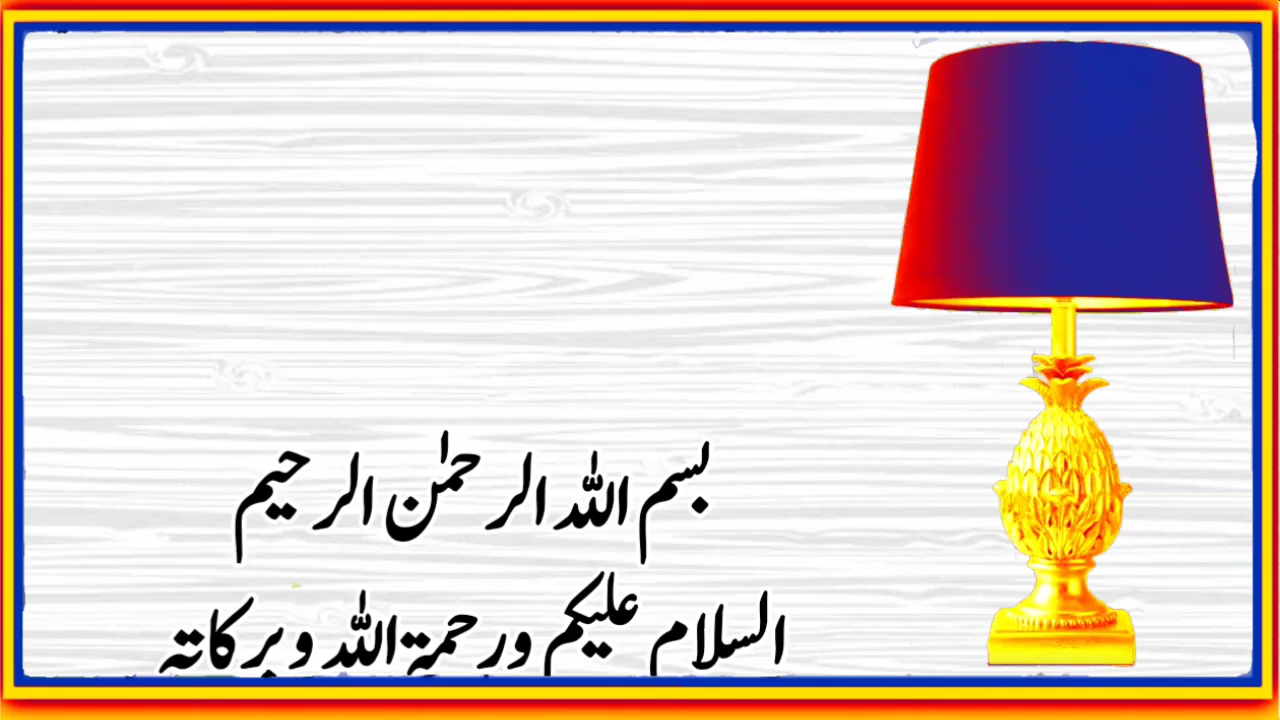 بسم اللہ الرحمٰن الرحیم
السلام علیکم ورحمۃ اللہ وبرکاتہ